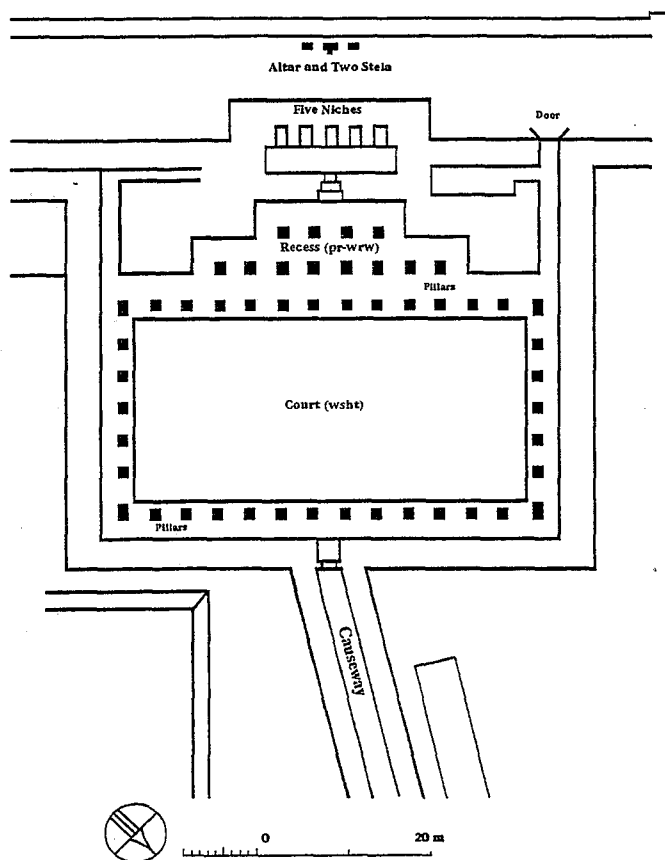 Altar and Two Stela
Five Niches
Door
Recess (pr-wrw)
Pillars
Court (wsht)
Pillars
Causeway
0 20 m